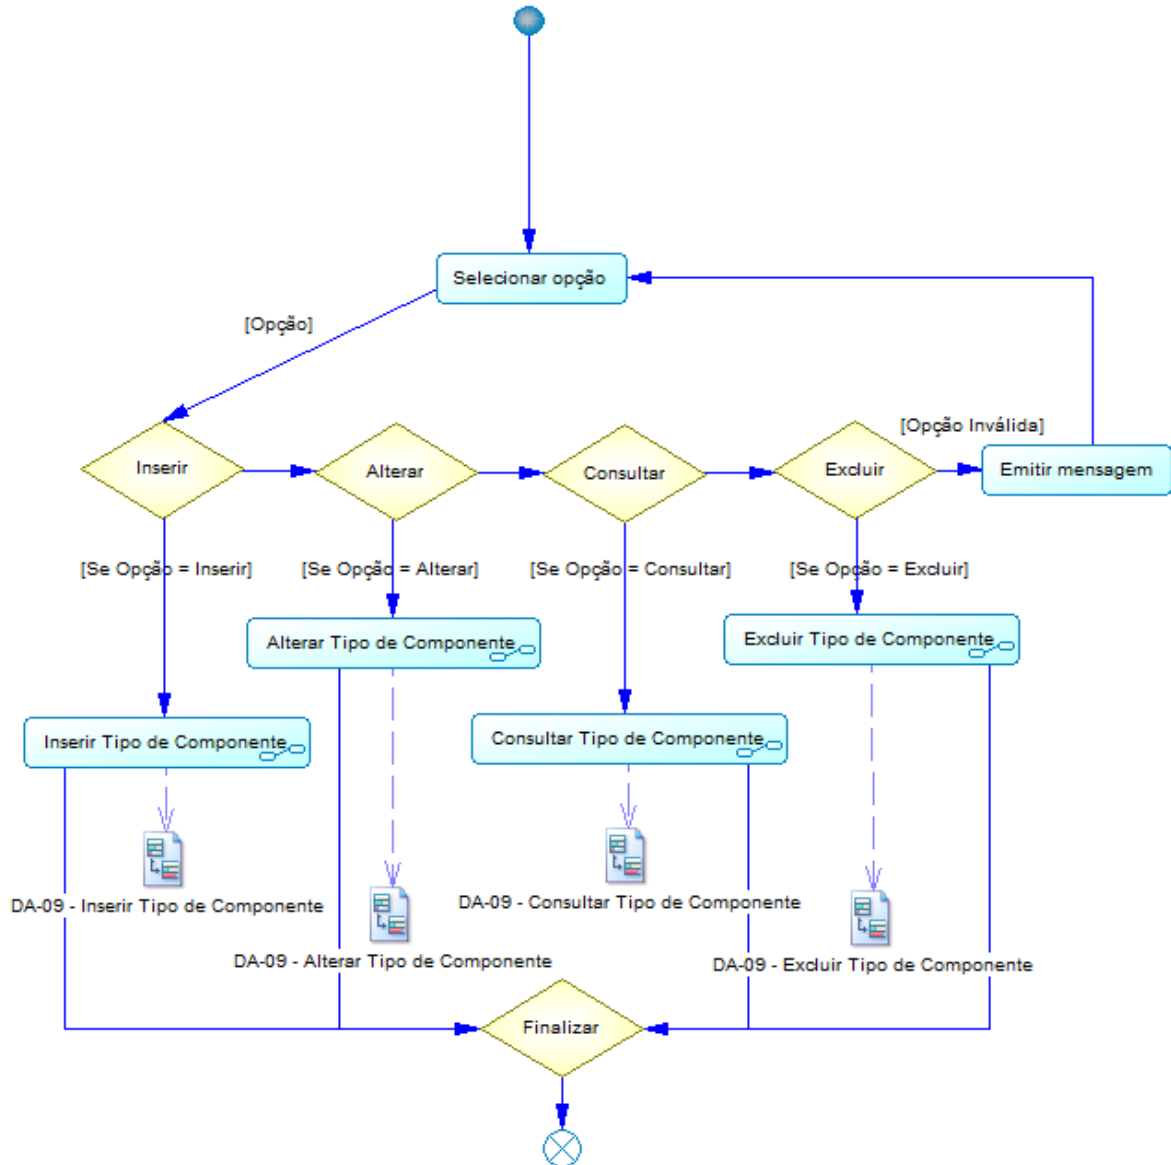 Selecionar opção
[Opção]
[Opção Inválida]
Inserir
Alterar
Consultar
Excluir
Emitir mensagem
[Se Opção = Inserir]
[Se Opção = Alterar]
[Se Opção = Consultar]
[Se Opção = Excluir]
Alterar Tipo de Componente
Excluir Tipo de Componente
Inserir Tipo de Componente
Consultar Tipo de Componente
DA-09 - Inserir Tipo de Componente
DA-09 - Consultar Tipo de Componente
DA-09 - Alterar Tipo de Componente
DA-09 - Excluir Tipo de Componente
Finalizar